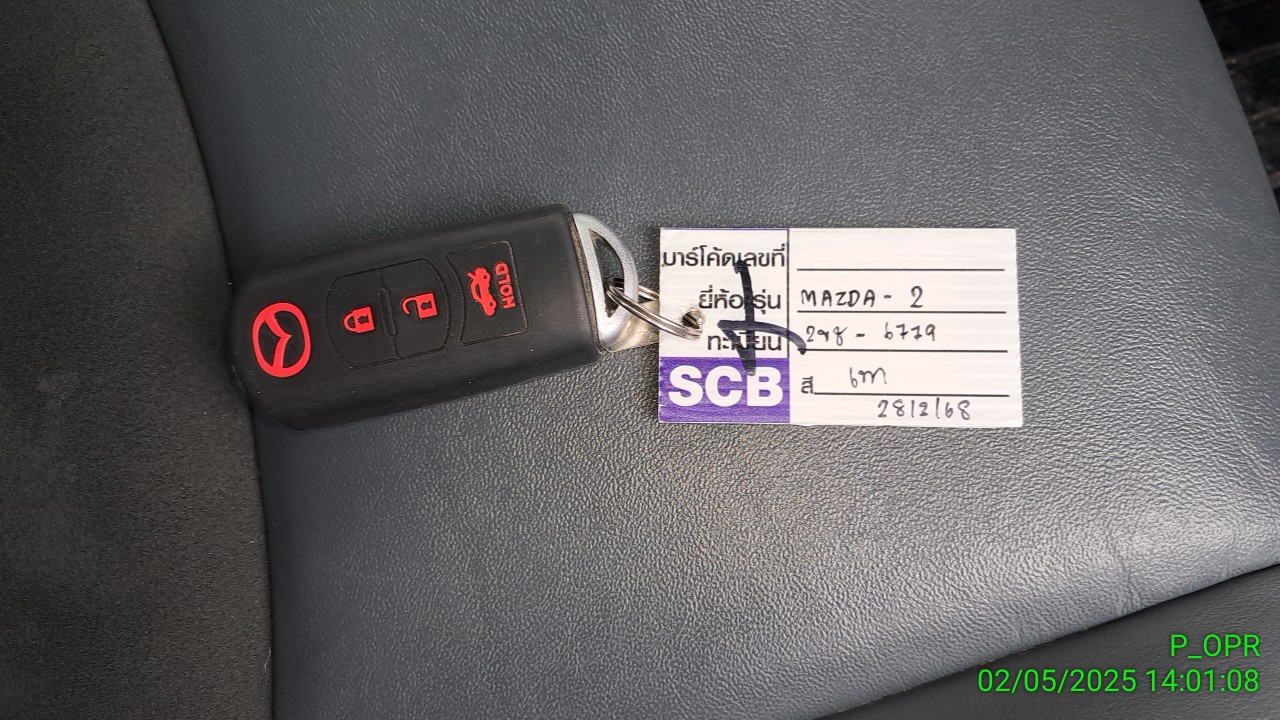 HOLD
บาร์โค้ดเลขที่
ยี่ห้อ/รุ่น MAZDA - 2
ทะเบียน 6779
SCB สี เทา
28/2/68
P_OPR
02/05/2025 14:01:08